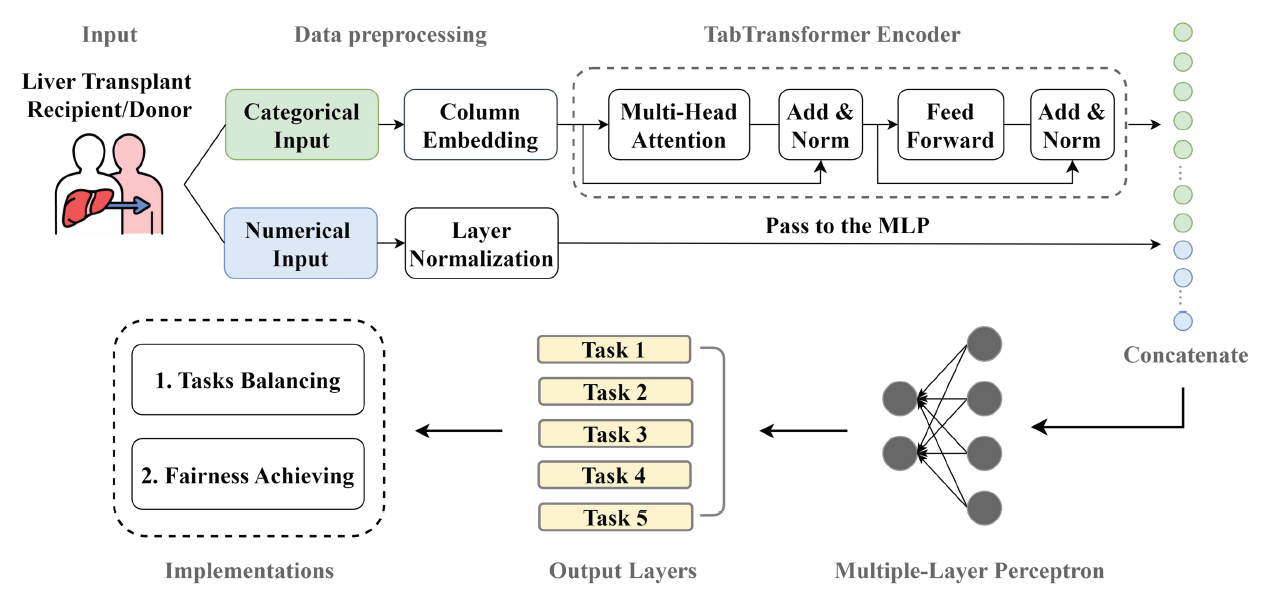 Input
Data preprocessing
TabTransformer Encoder
Liver Transplant
Recipient/Donor
Categorical
Input
Column
Embedding
Multi-Head
Attention
Add &
Norm
Feed
Forward
Add &
Norm
Numerical
Input
Layer
Normalization
Pass to the MLP
Concatenate
1. Tasks Balancing
2. Fairness Achieving
Task 1
Task 2
Task 3
Task 4
Task 5
Implementations
Output Layers
Multiple-Layer Perceptron